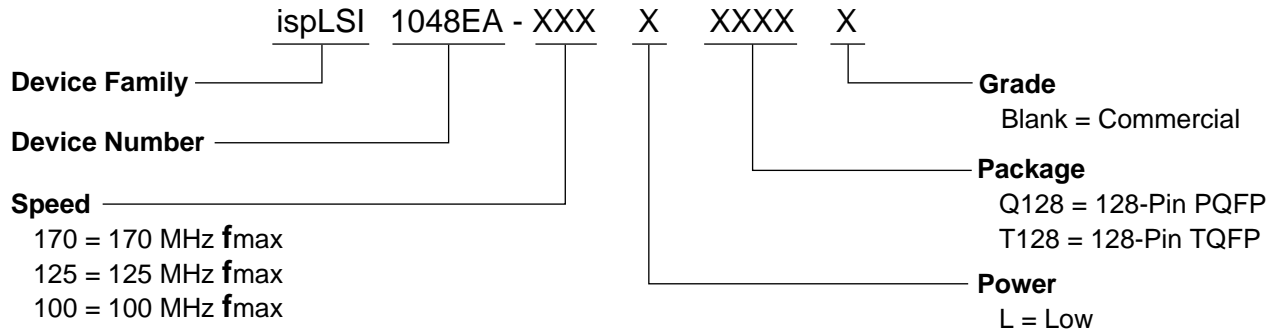 ispLSI 1048EA - XXX X XXXX X
Device Family
Device Number
Speed
170 = 170 MHz fmax
125 = 125 MHz fmax
100 = 100 MHz fmax
Grade
Blank = Commercial
Package
Q128 = 128-Pin PQFP
T128 = 128-Pin TQFP
Power
L = Low